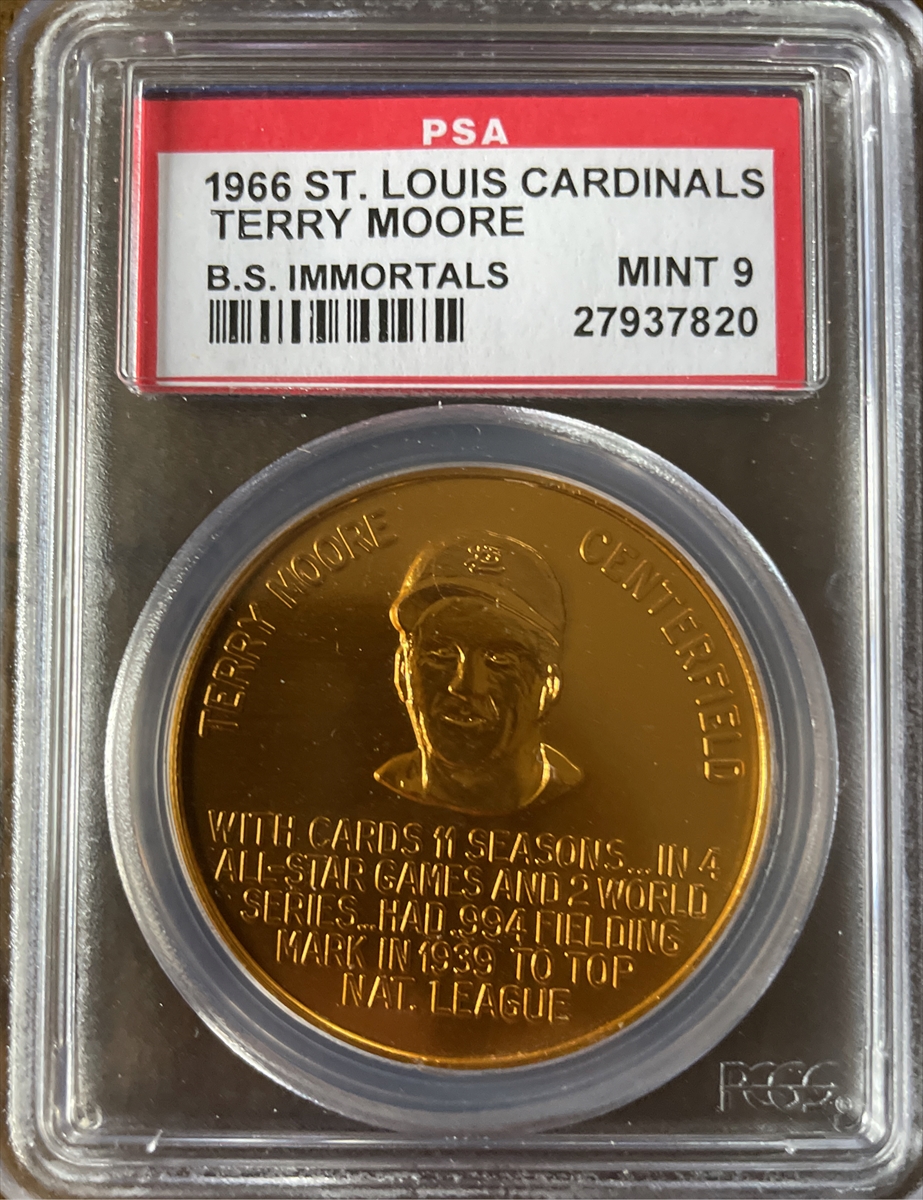 PSA
1966 ST. LOUIS CARDINALS
TERRY MOORE
B.S. IMMORTALS MINT 9
27937820
TERRY MOORE
CENTERFIELD
STL
WITH CARDS 11 SEASONS... IN 4
ALL-STAR GAMES AND 2 WORLD
SERIES... HAD .994 FIELDING
MARK IN 1939 TO TOP
NAT. LEAGUE
PCGS®